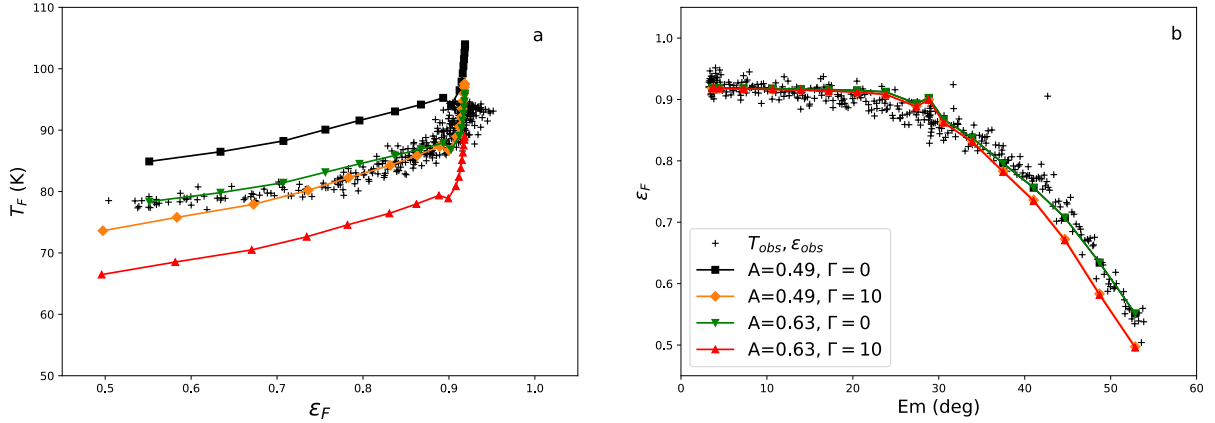 a
110
100
90
80
70
60
50
T_F (K)
0.5 0.6 0.7 0.8 0.9 1.0
ε_F
b
1.0
0.9
0.8
0.7
0.6
0.5
ε_F
T_obs, ε_obs
A=0.49, Γ = 0
A=0.49, Γ = 10
A=0.63, Γ = 0
A=0.63, Γ = 10
0 10 20 30 40 50 60
Em (deg)